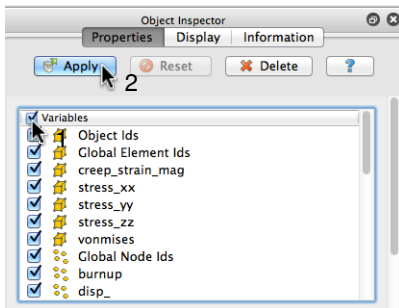 Object Inspector
Properties Display Information
Apply Reset Delete ?
2
Variables
1 Object Ids
Global Element Ids
creep_strain_mag
stress_xx
stress_yy
stress_zz
vonmises
Global Node Ids
burnup
disp_